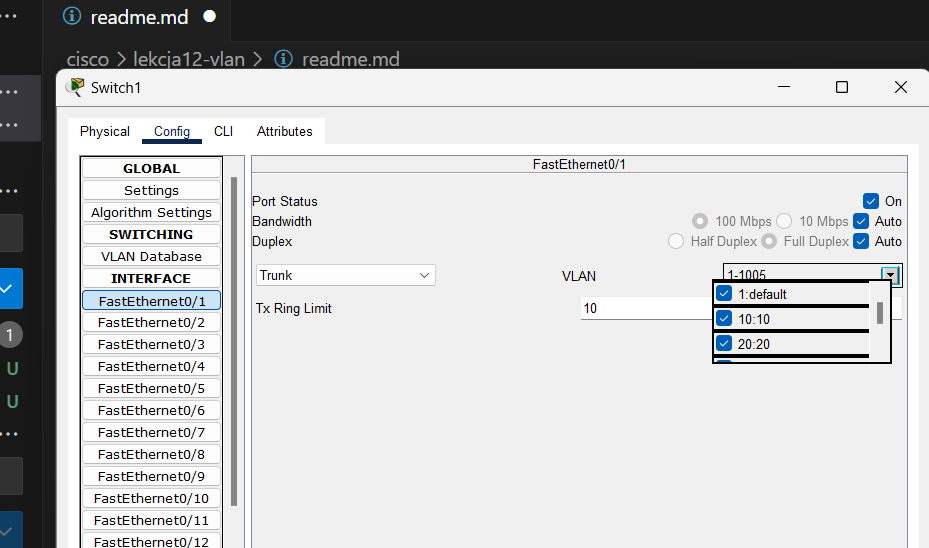 readme.md
cisco > lekcja12-vlan > readme.md
Switch1
Physical Config CLI Attributes
GLOBAL
Settings
Algorithm Settings
SWITCHING
VLAN Database
INTERFACE
FastEthernet0/1
FastEthernet0/2
FastEthernet0/3
FastEthernet0/4
FastEthernet0/5
FastEthernet0/6
FastEthernet0/7
FastEthernet0/8
FastEthernet0/9
FastEthernet0/10
FastEthernet0/11
FastEthernet0/12
FastEthernet0/1
Port Status On
Bandwidth 100 Mbps 10 Mbps Auto
Duplex Half Duplex Full Duplex Auto
Trunk VLAN 1-1005
1:default
10:10
20:20
Tx Ring Limit 10
1
U
U